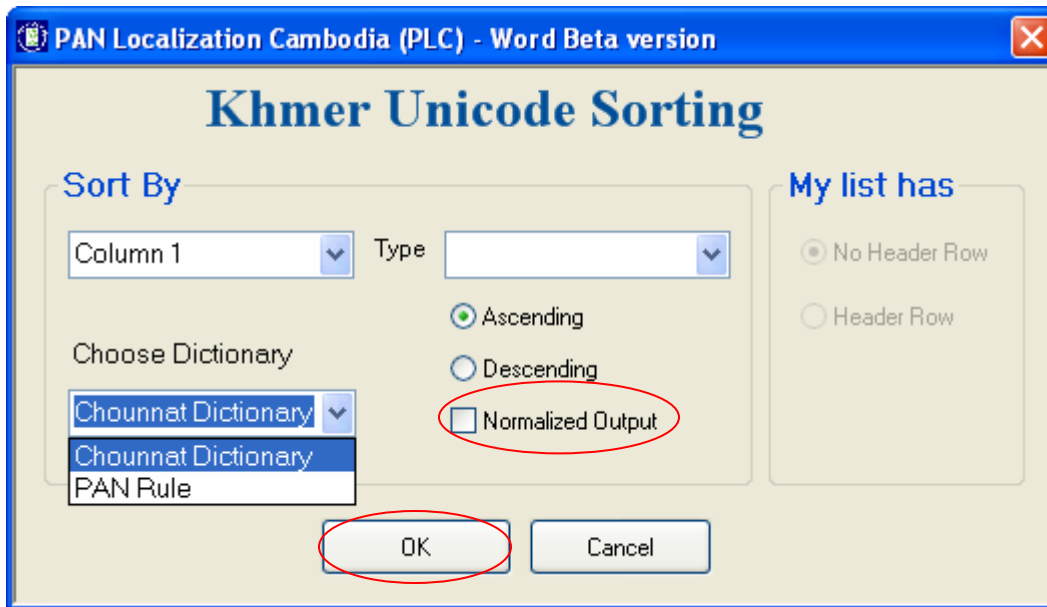 PAN Localization Cambodia (PLC) - Word Beta version
Khmer Unicode Sorting
Sort By
Column 1
Type
Ascending
Descending
Normalized Output
Choose Dictionary
Chounnat Dictionary
Chounnat Dictionary
PAN Rule
My list has
No Header Row
Header Row
OK
Cancel